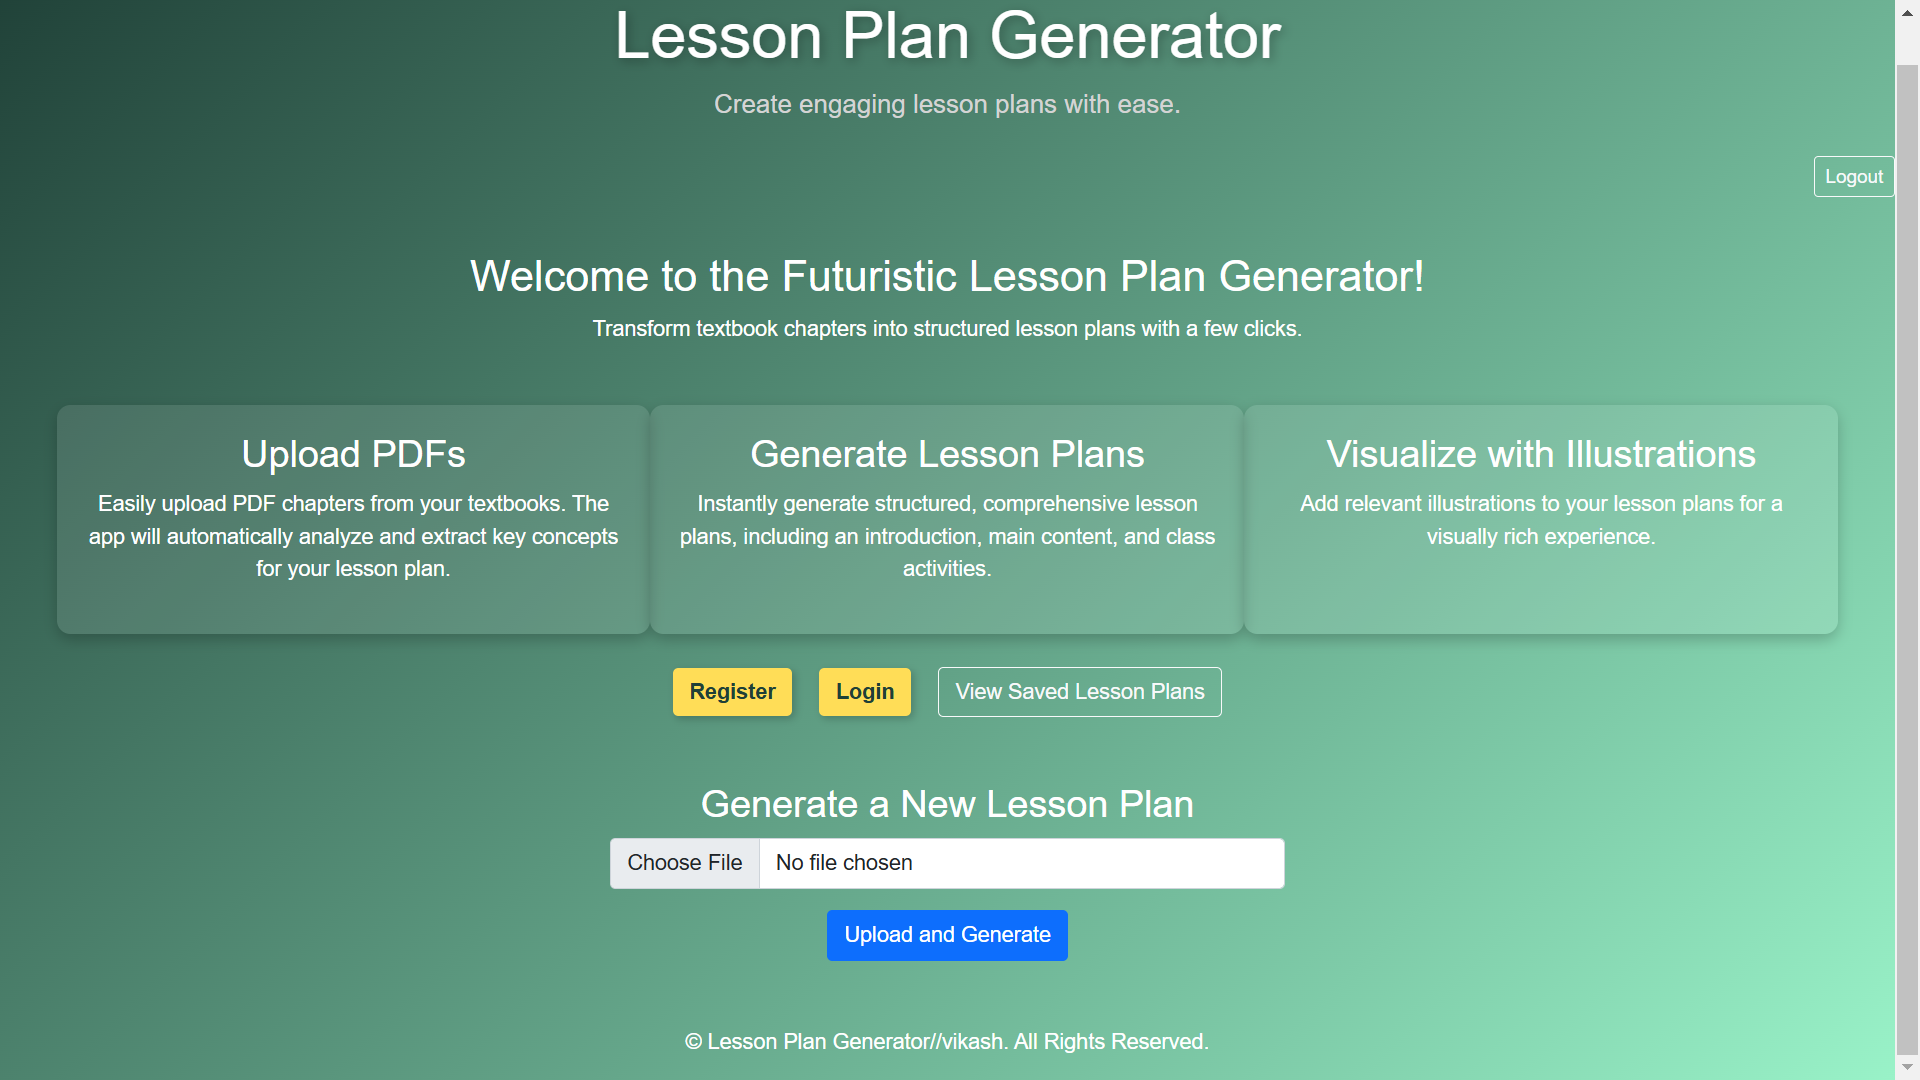 Lesson Plan Generator
Create engaging lesson plans with ease.
Logout
Welcome to the Futuristic Lesson Plan Generator!
Transform textbook chapters into structured lesson plans with a few clicks.
Upload PDFs
Easily upload PDF chapters from your textbooks. The
app will automatically analyze and extract key concepts
for your lesson plan.
Generate Lesson Plans
Instantly generate structured, comprehensive lesson
plans, including an introduction, main content, and class
activities.
Visualize with Illustrations
Add relevant illustrations to your lesson plans for a
visually rich experience.
Register Login View Saved Lesson Plans
Generate a New Lesson Plan
Choose File No file chosen
Upload and Generate
© Lesson Plan Generator//vikash. All Rights Reserved.